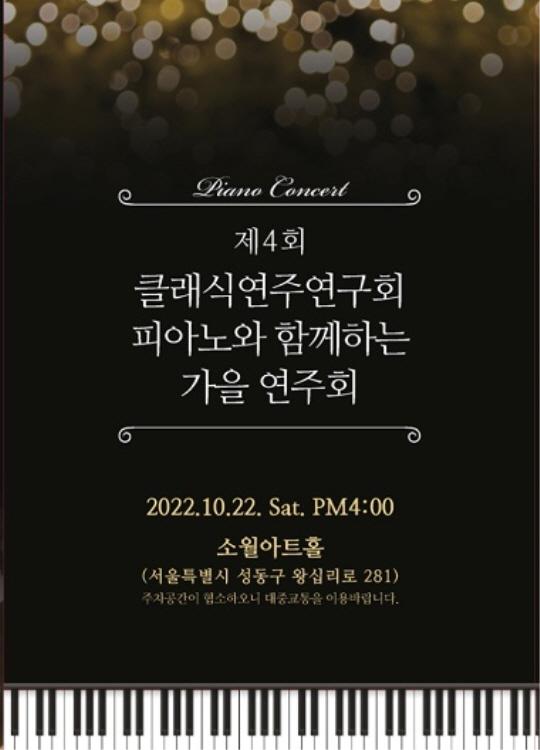 Piano Concert
제4회
클래식연주연구회
피아노와 함께하는
가을 연주회
2022.10.22. Sat. PM4:00
소월아트홀
(서울특별시 성동구 왕십리로 281)
주차공간이 협소하오니 대중교통을 이용바랍니다.